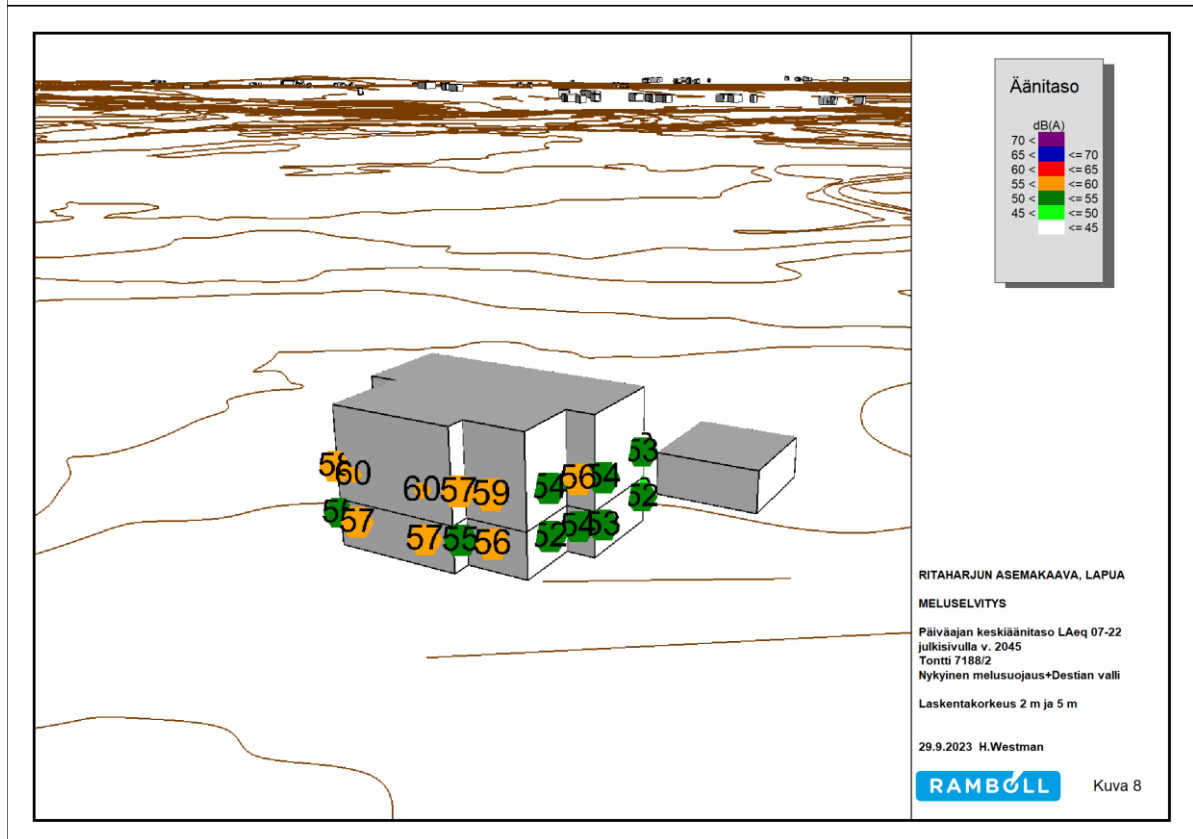 Äänitaso
dB(A)
70 <
65 < <= 70
60 < <= 65
55 < <= 60
50 < <= 55
45 < <= 50
<= 45
53
60 60 57 59 54 56 54
52
57 57 55 56 52 54 53
RITAHARJUN ASEMAKAAVA, LAPUA
MELUSELVITYS
Päiväajan keskiäänitaso LAeq 07-22
julkisivulla v. 2045
Tontti 7188/2
Nykyinen melusuojaus+Destian valli
Laskentakorkeus 2 m ja 5 m
29.9.2023 H.Westman
RAMBOLL Kuva 8